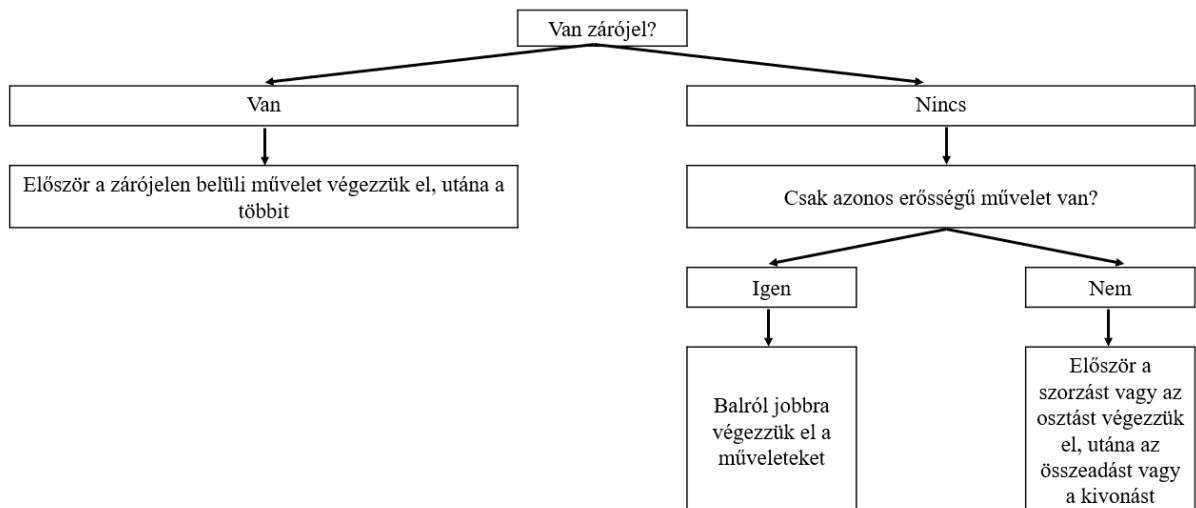 Van zárójel?
Van
Nincs
Először a zárójelen belüli művelet végezzük el, utána a
többit
Csak azonos erősségű művelet van?
Igen
Nem
Balról jobbra
végezzük el a
műveleteket
Először a
szorzást vagy az
osztást végezzük
el, utána az
összeadást vagy
a kivonást